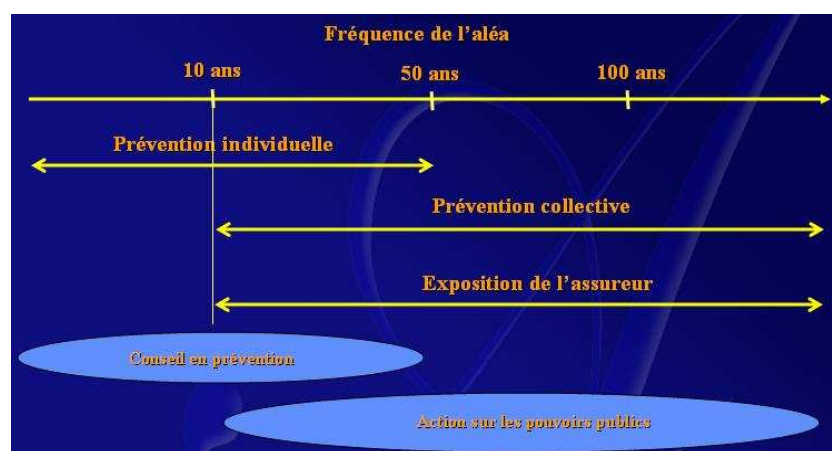 Fréquence de l'aléa
10 ans
50 ans
100 ans
Prévention individuelle
Prévention collective
Exposition de l'assureur
Conseil en prévention
Action sur les pouvoirs publics